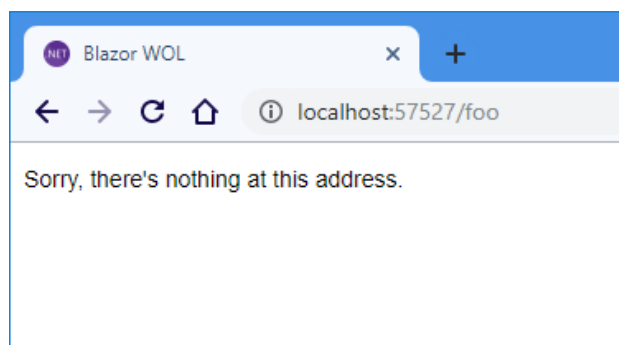 NET Blazor WOL
localhost:57527/foo
Sorry, there's nothing at this address.